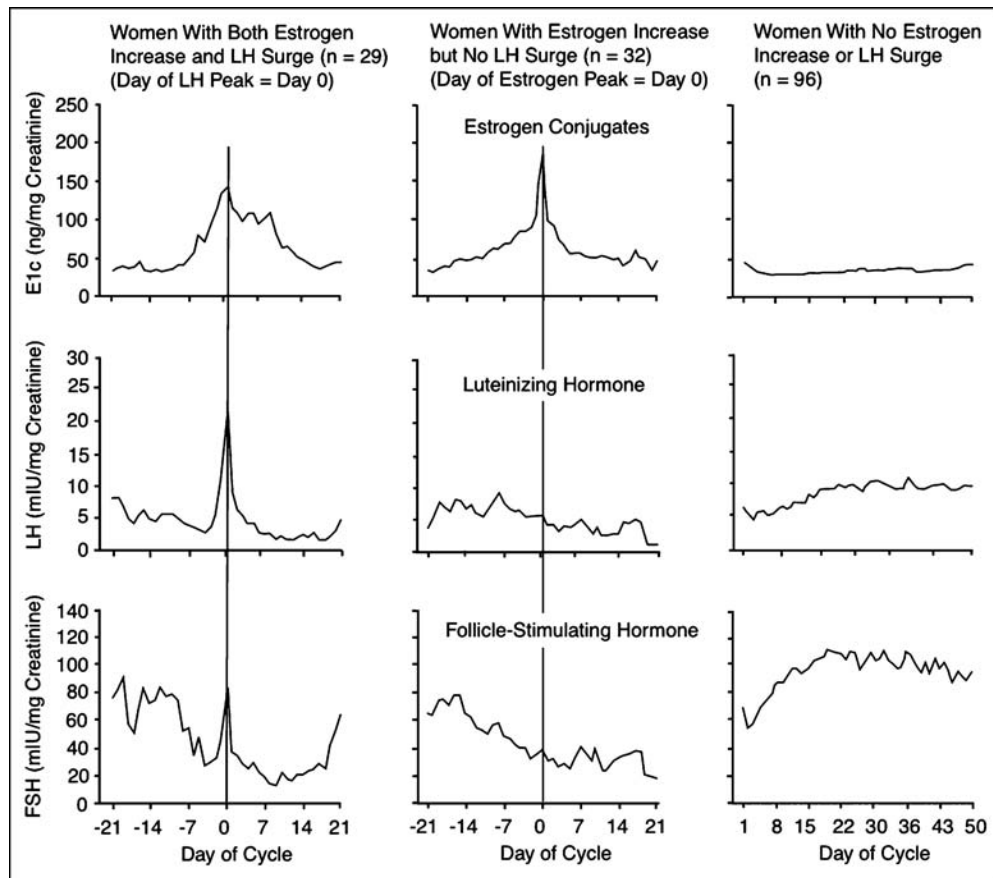 Women With Both Estrogen
Increase and LH Surge (n = 29)
(Day of LH Peak = Day 0)
Women With Estrogen Increase
but No LH Surge (n = 32)
(Day of Estrogen Peak = Day 0)
Women With No Estrogen
Increase or LH Surge
(n = 96)
E1c (ng/mg Creatinine)
250
200
150
100
50
0
Estrogen Conjugates
LH (mIU/mg Creatinine)
30
25
20
15
10
5
0
Luteinizing Hormone
FSH (mIU/mg Creatinine)
140
120
100
80
60
40
20
0
Follicle-Stimulating Hormone
-21 -14 -7 0 7 14 21
Day of Cycle
-21 -14 -7 0 7 14 21
Day of Cycle
1 8 15 22 30 36 43 50
Day of Cycle